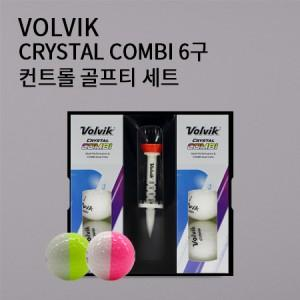 VOLVIK
CRYSTAL COMBI 6구
컨트롤 골프티 세트
Volvik
CRYSTAL
COMBI
Volvik
CRYSTAL
COMBI